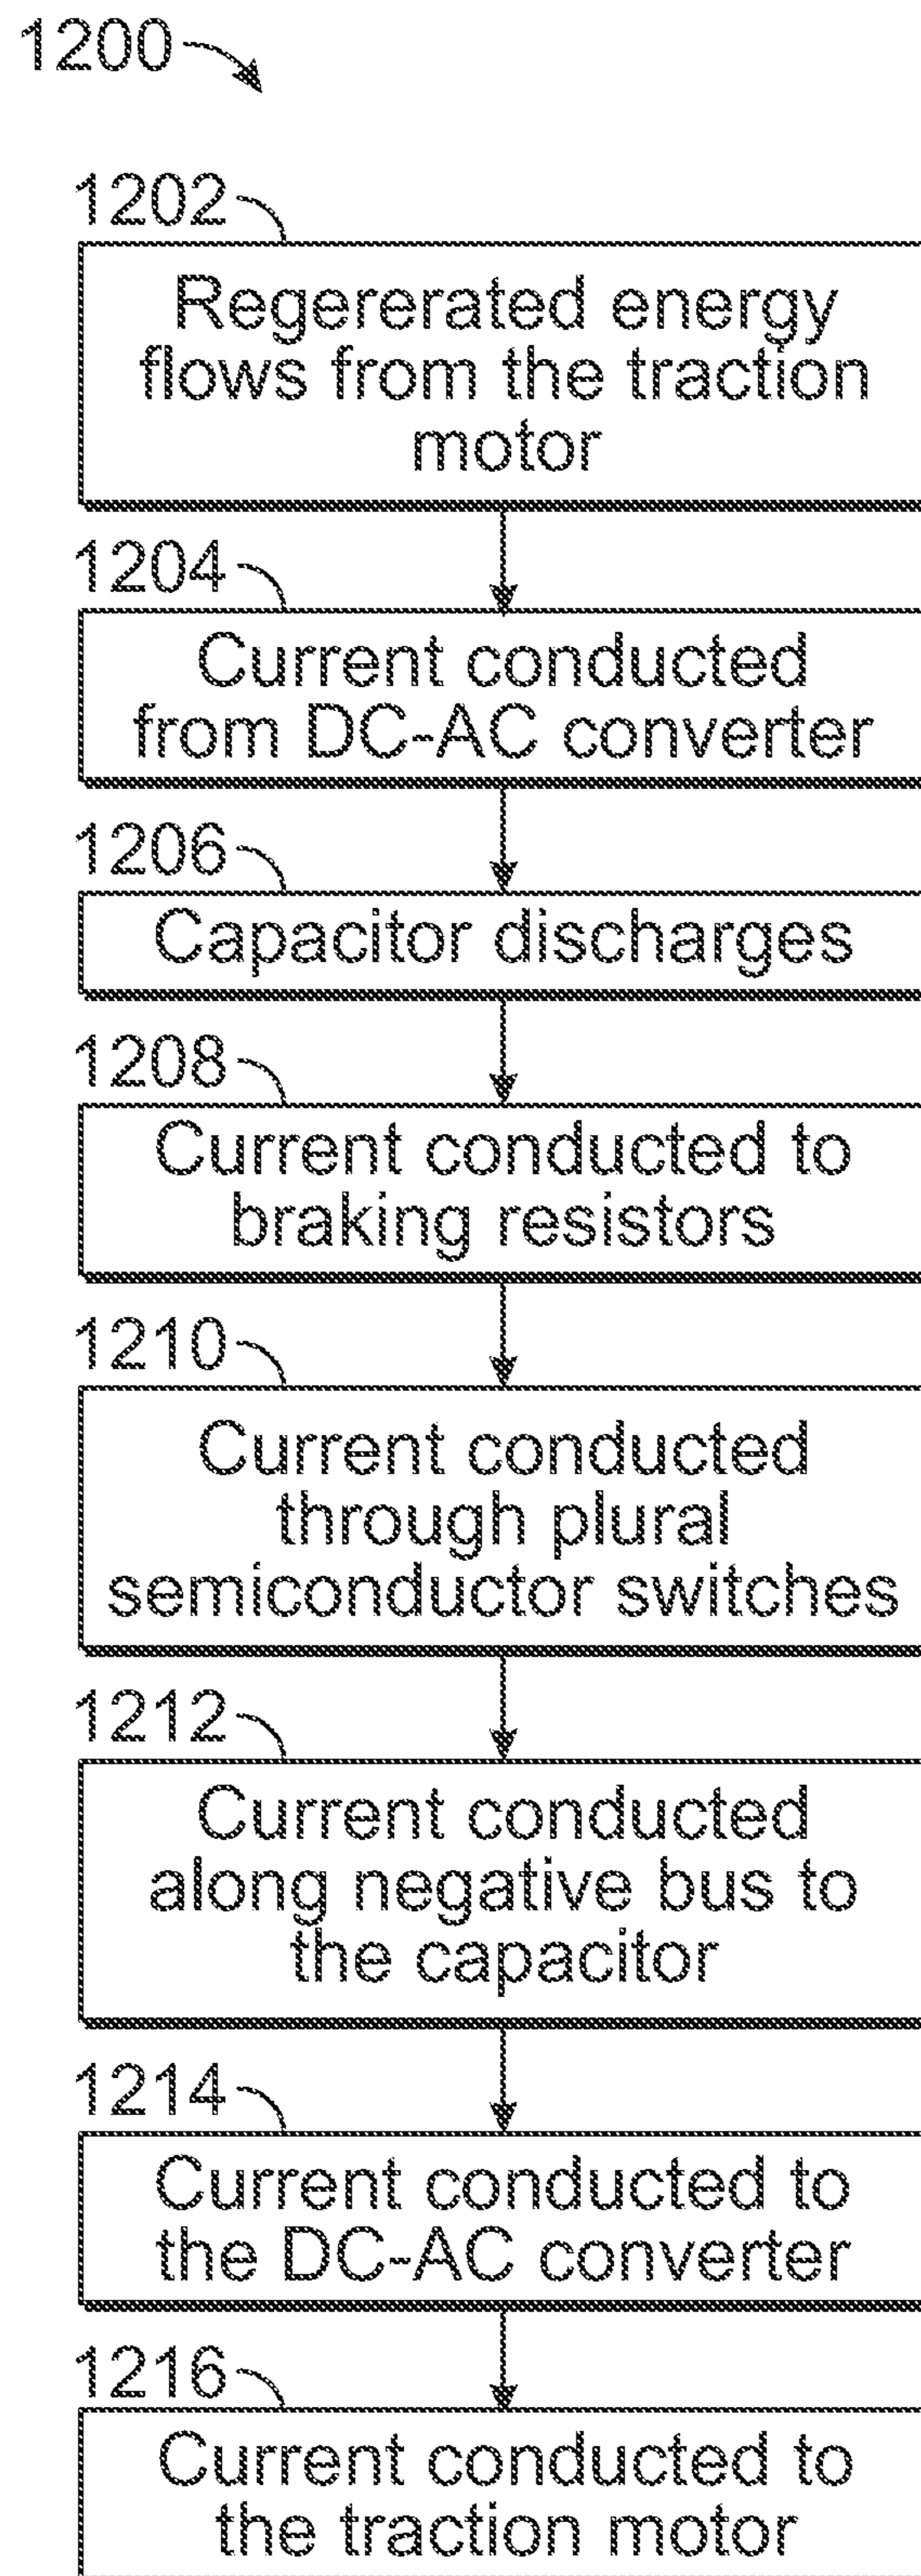 1200
1202
Regererated energy
flows from the traction
motor
1204
Current conducted
from DC-AC converter
1206
Capacitor discharges
1208
Current conducted to
braking resistors
1210
Current conducted
through plural
semiconductor switches
1212
Current conducted
along negative bus to
the capacitor
1214
Current conducted to
the DC-AC converter
1216
Current conducted to
the traction motor